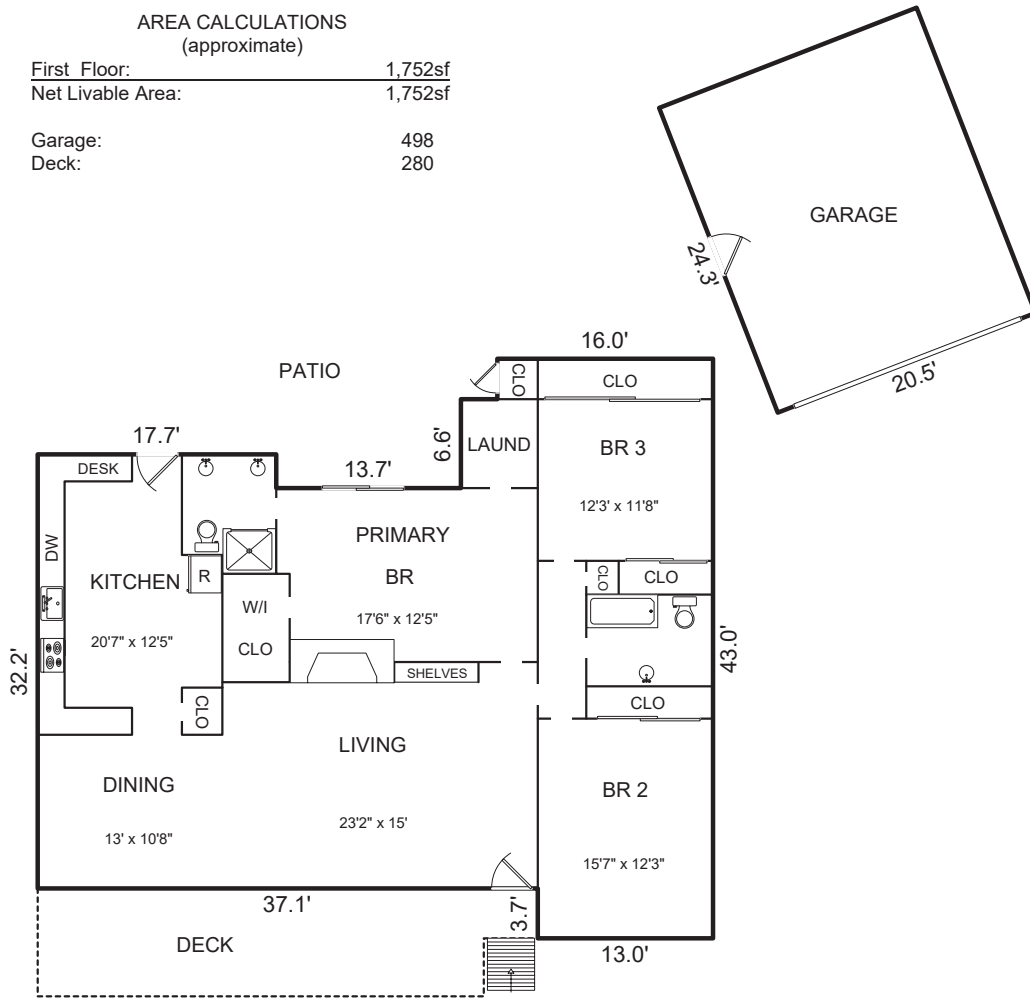 AREA CALCULATIONS
(approximate)
First Floor: 1,752sf
Net Livable Area: 1,752sf
Garage: 498
Deck: 280
GARAGE
24.3'
20.5'
16.0'
PATIO
CLO
CLO
17.7'
6.6'
LAUND
BR 3
13.7'
DESK
12'3" x 11'8"
PRIMARY
BR
DW
KITCHEN
R
CLO
CLO
W/I
CLO
17'6" x 12'5"
20'7" x 12'5"
43.0'
32.2'
SHELVES
CLO
CLO
LIVING
DINING
BR 2
23'2" x 15'
13' x 10'8"
15'7" x 12'3"
37.1'
3.7'
DECK
13.0'